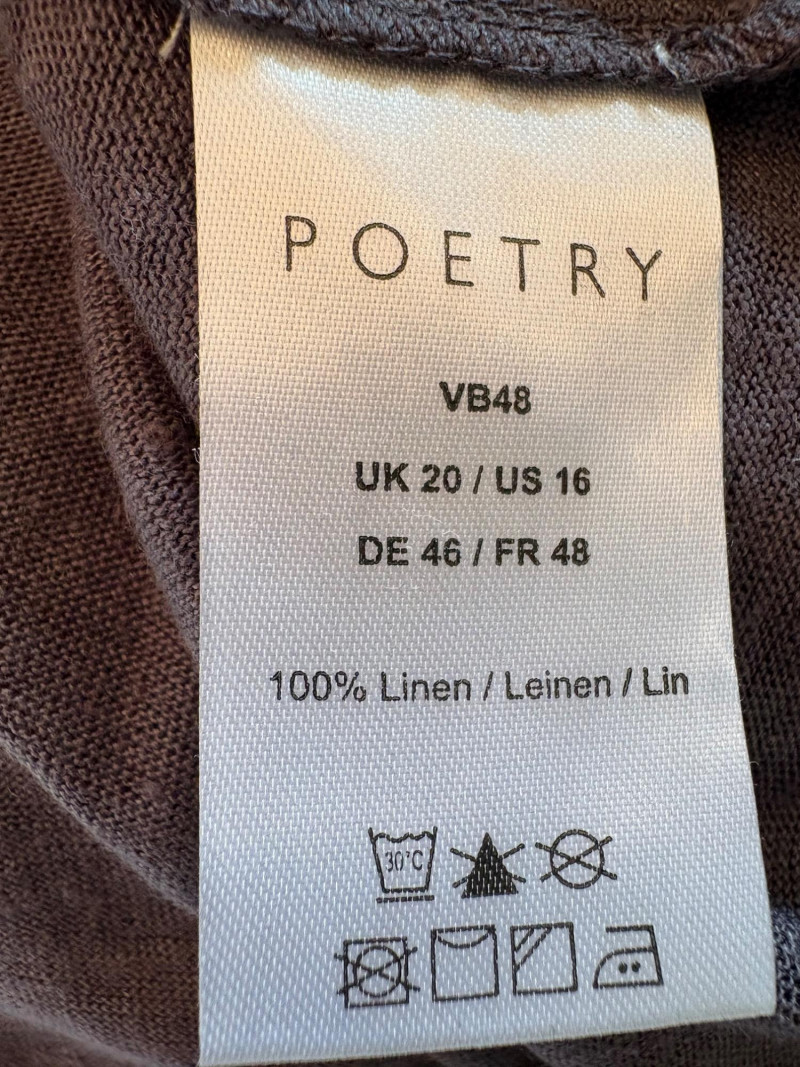 POETRY
VB48
UK 20 / US 16
DE 46 / FR 48
100% Linen / Leinen / Lin
30°C